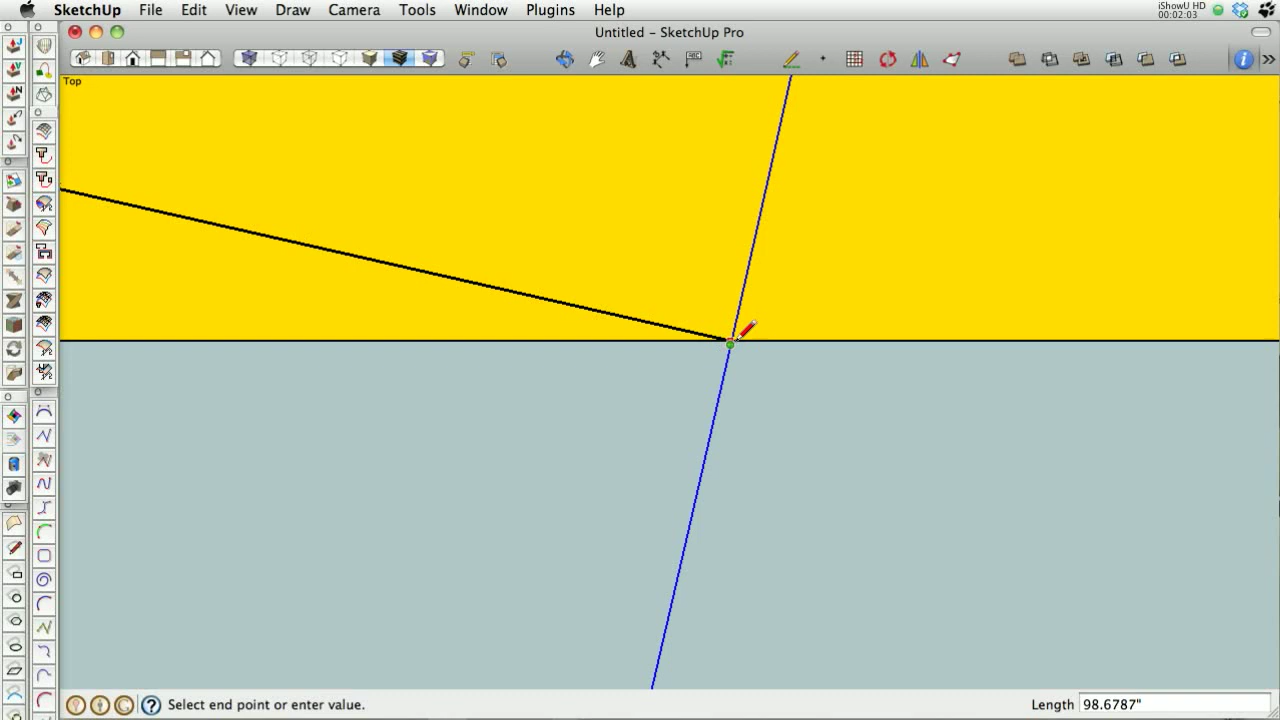 SketchUp File Edit View Draw Camera Tools Window Plugins Help
iShowU HD
00:02:03
Untitled – SketchUp Pro
Top
Select end point or enter value.
Length 98.6787"